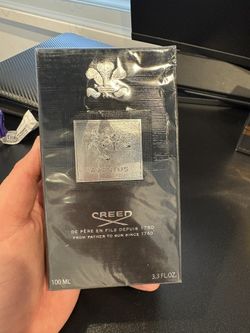 AVENTUS
CREED
DE PÈRE EN FILS DEPUIS 1760
FROM FATHER TO SON SINCE 1760
100 ML
3,3 FL.OZ.